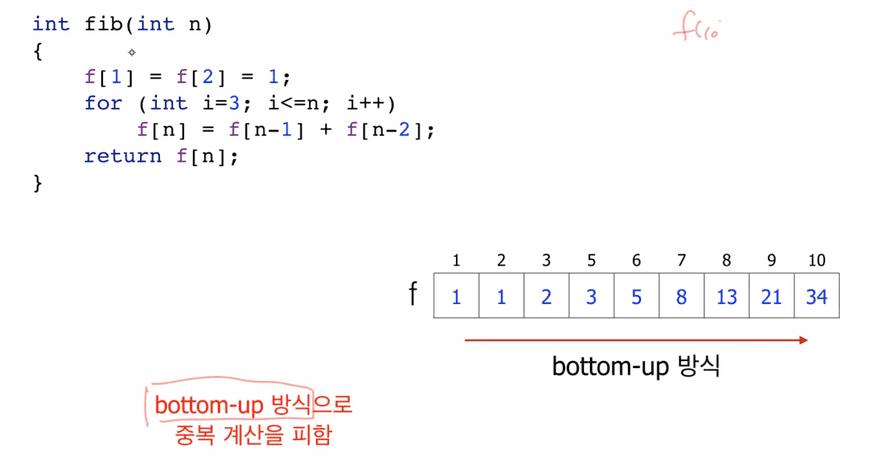 int fib(int n)
{
f[1] = f[2] = 1;
for (int i=3; i<=n; i++)
f[n] = f[n-1] + f[n-2];
return f[n];
}
f(10
1 2 3 5 6 7 8 9 10
f 1 1 2 3 5 8 13 21 34
bottom-up 방식
bottom-up 방식으로
중복 계산을 피함